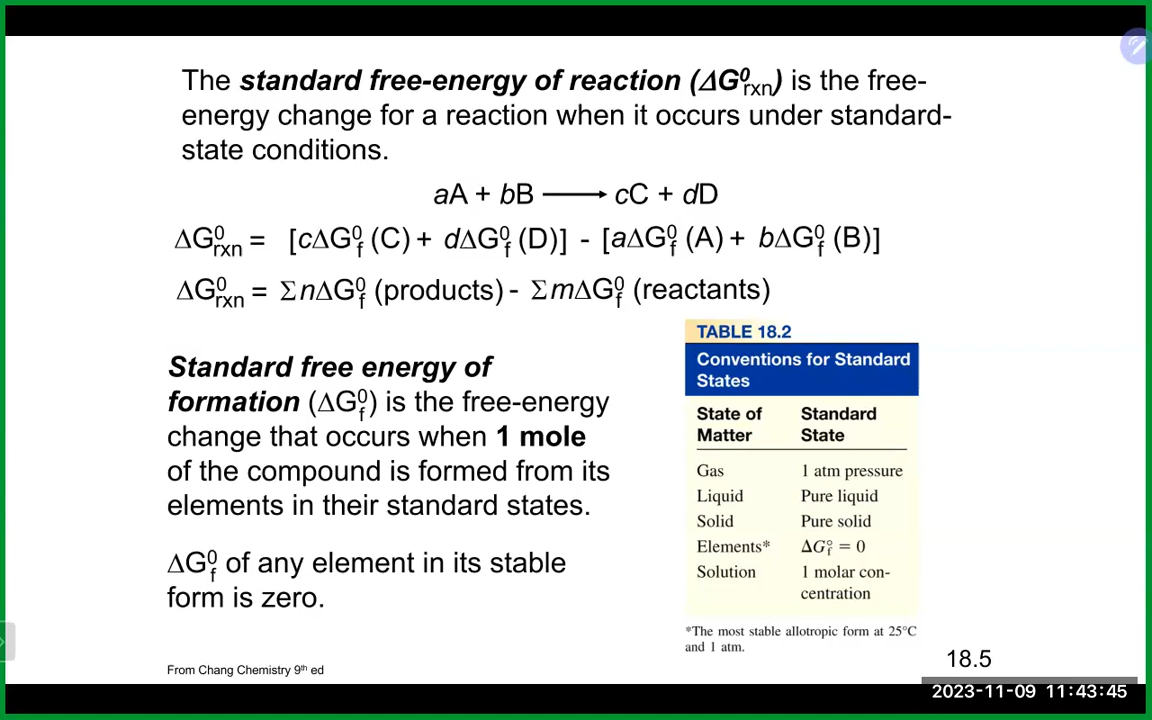 The standard free-energy of reaction (ΔG⁰rxn) is the free-
energy change for a reaction when it occurs under standard-
state conditions.
aA + bB ⟶ cC + dD
ΔG⁰rxn = [cΔG⁰f (C) + dΔG⁰f (D)] - [aΔG⁰f (A) + bΔG⁰f (B)]
ΔG⁰rxn = ΣnΔG⁰f (products) - ΣmΔG⁰f (reactants)
Standard free energy of
formation (ΔG⁰f) is the free-energy
change that occurs when 1 mole
of the compound is formed from its
elements in their standard states.
ΔG⁰f of any element in its stable
form is zero.
TABLE 18.2
Conventions for Standard
States
State of Standard
Matter State
Gas 1 atm pressure
Liquid Pure liquid
Solid Pure solid
Elements* ΔG°f = 0
Solution 1 molar con-
centration
*The most stable allotropic form at 25°C
and 1 atm.
18.5
From Chang Chemistry 9th ed
2023-11-09 11:43:45